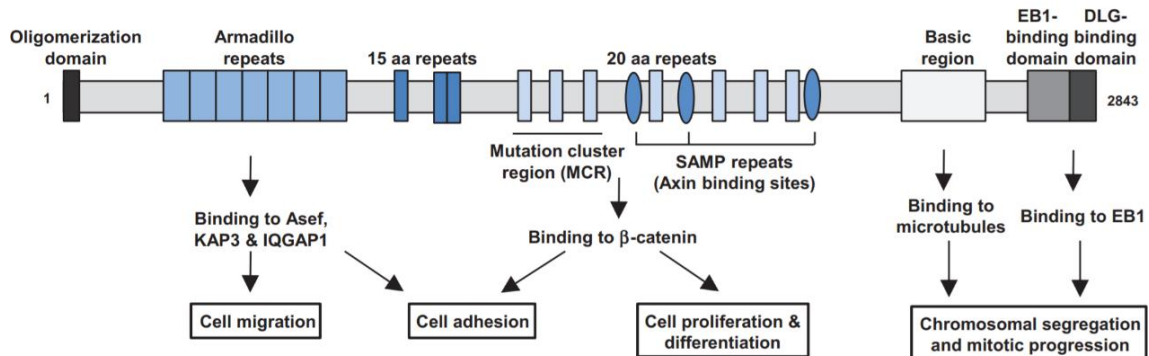 Oligomerization
domain
Armadillo
repeats
15 aa repeats
20 aa repeats
Basic
region
EB1-
binding
domain
DLG-
binding
domain
1
2843
Mutation cluster
region (MCR)
SAMP repeats
(Axin binding sites)
Binding to Asef,
KAP3 & IQGAP1
Binding to β-catenin
Binding to
microtubules
Binding to EB1
Cell migration
Cell adhesion
Cell proliferation &
differentiation
Chromosomal segregation
and mitotic progression